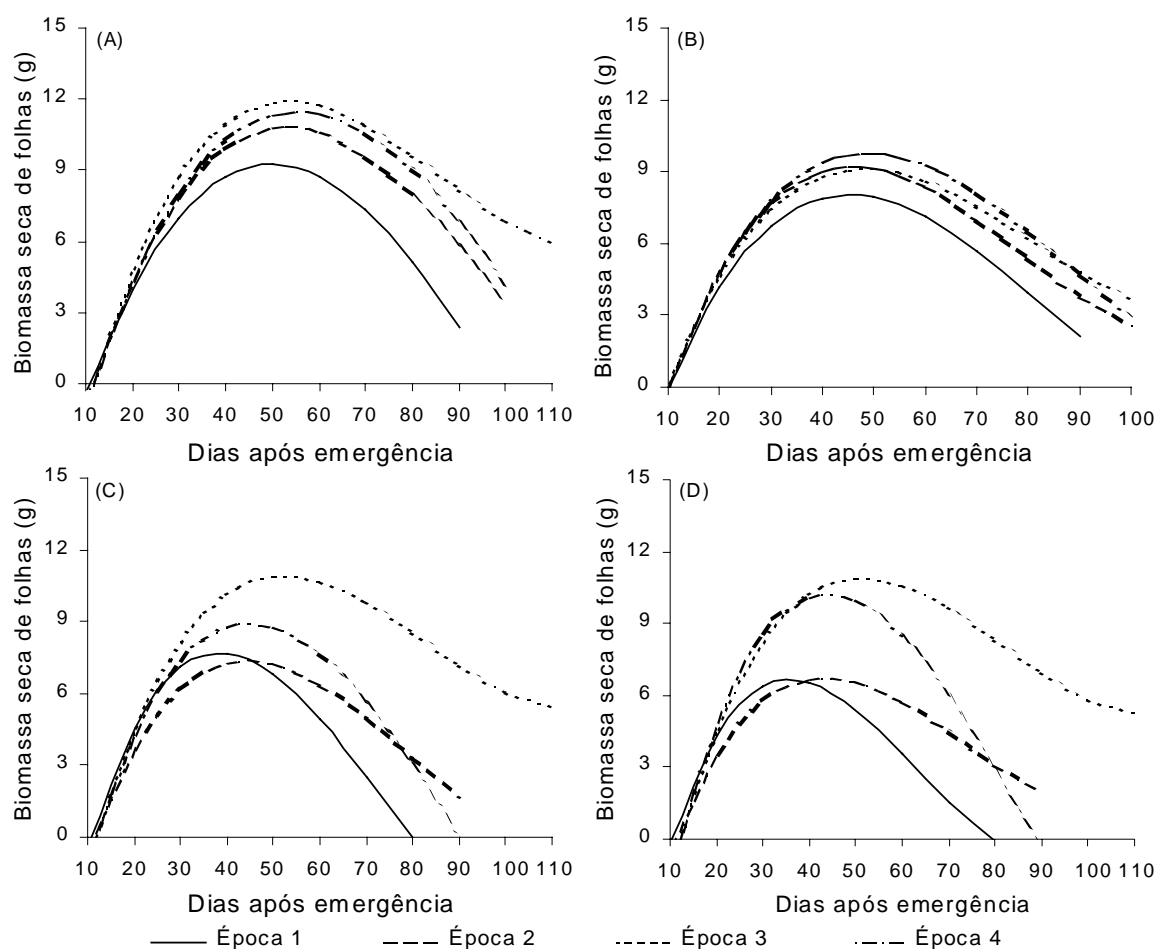 (A)
Biomassa seca de folhas (g)
15
12
9
6
3
0
10 20 30 40 50 60 70 80 90 100 110
Dias após emergência
(B)
Biomassa seca de folhas (g)
15
12
9
6
3
0
10 20 30 40 50 60 70 80 90 100
Dias após emergência
(C)
Biomassa seca de folhas (g)
15
12
9
6
3
0
10 20 30 40 50 60 70 80 90 100 110
Dias após emergência
(D)
Biomassa seca de folhas (g)
15
12
9
6
3
0
10 20 30 40 50 60 70 80 90 100 110
Dias após emergência
Época 1 Época 2 Época 3 Época 4